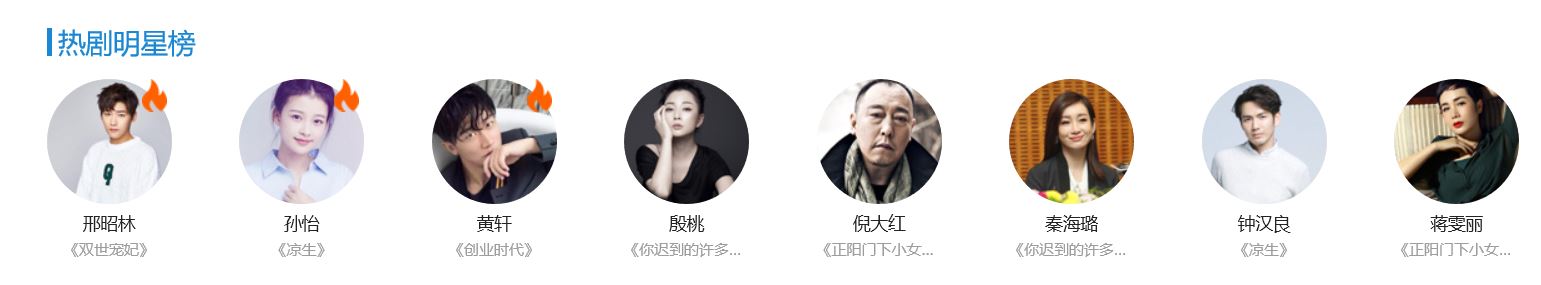 热剧明星榜
邢昭林 孙怡 黄轩 殷桃 倪大红 秦海璐 钟汉良 蒋雯丽
《双世宠妃》 《凉生》 《创业时代》 《你迟到的许多... 《正阳门下小女... 《你迟到的许多... 《凉生》 《正阳门下小女...